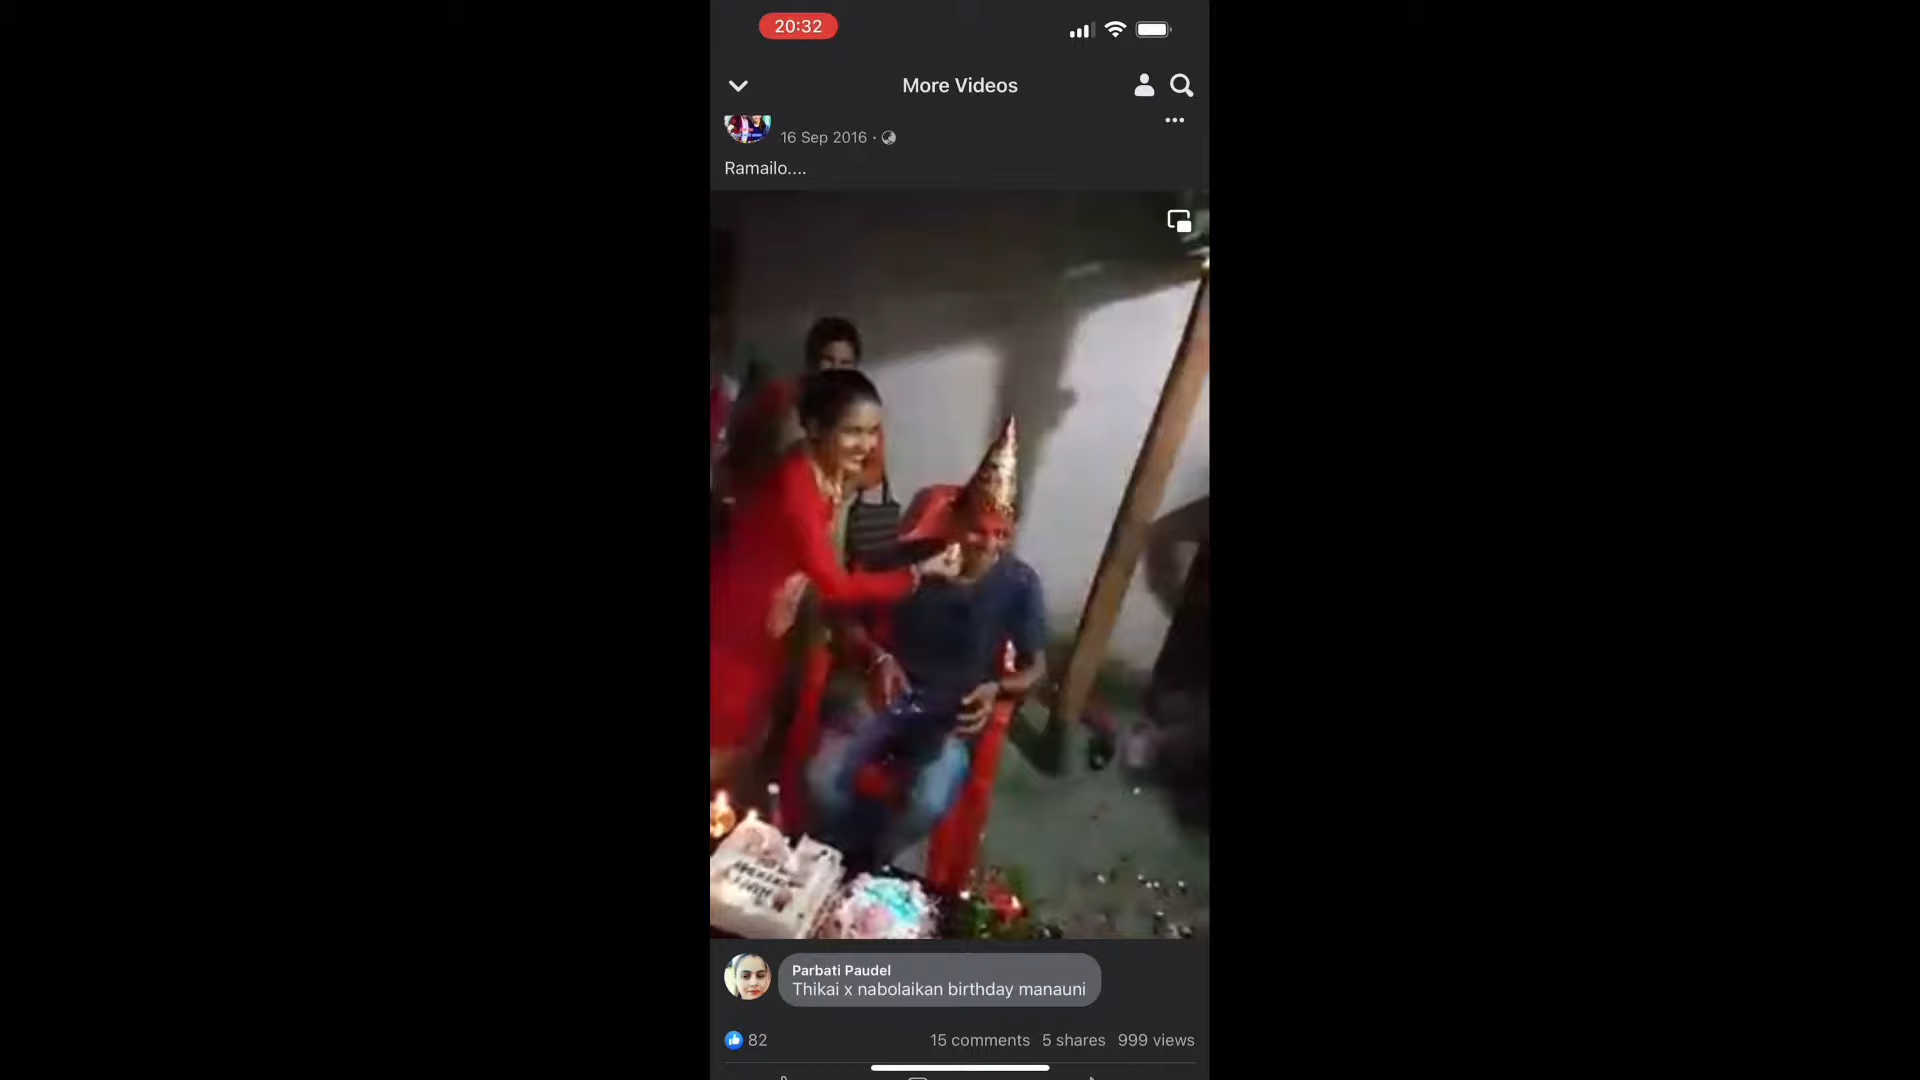 20:32
More Videos
16 Sep 2016 ·
Ramailo....
Parbati Paudel
Thikai x nabolaikan birthday manauni
82
15 comments 5 shares 999 views